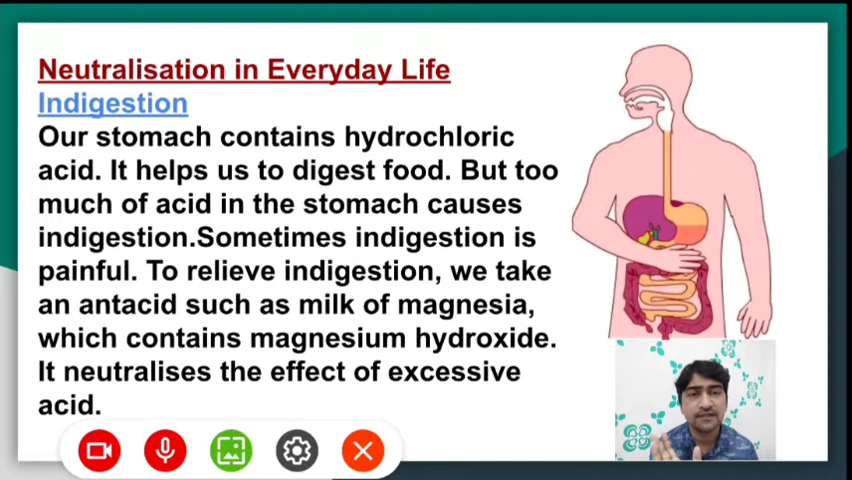 Neutralisation in Everyday Life
Indigestion
Our stomach contains hydrochloric
acid. It helps us to digest food. But too
much of acid in the stomach causes
indigestion.Sometimes indigestion is
painful. To relieve indigestion, we take
an antacid such as milk of magnesia,
which contains magnesium hydroxide.
It neutralises the effect of excessive
acid.